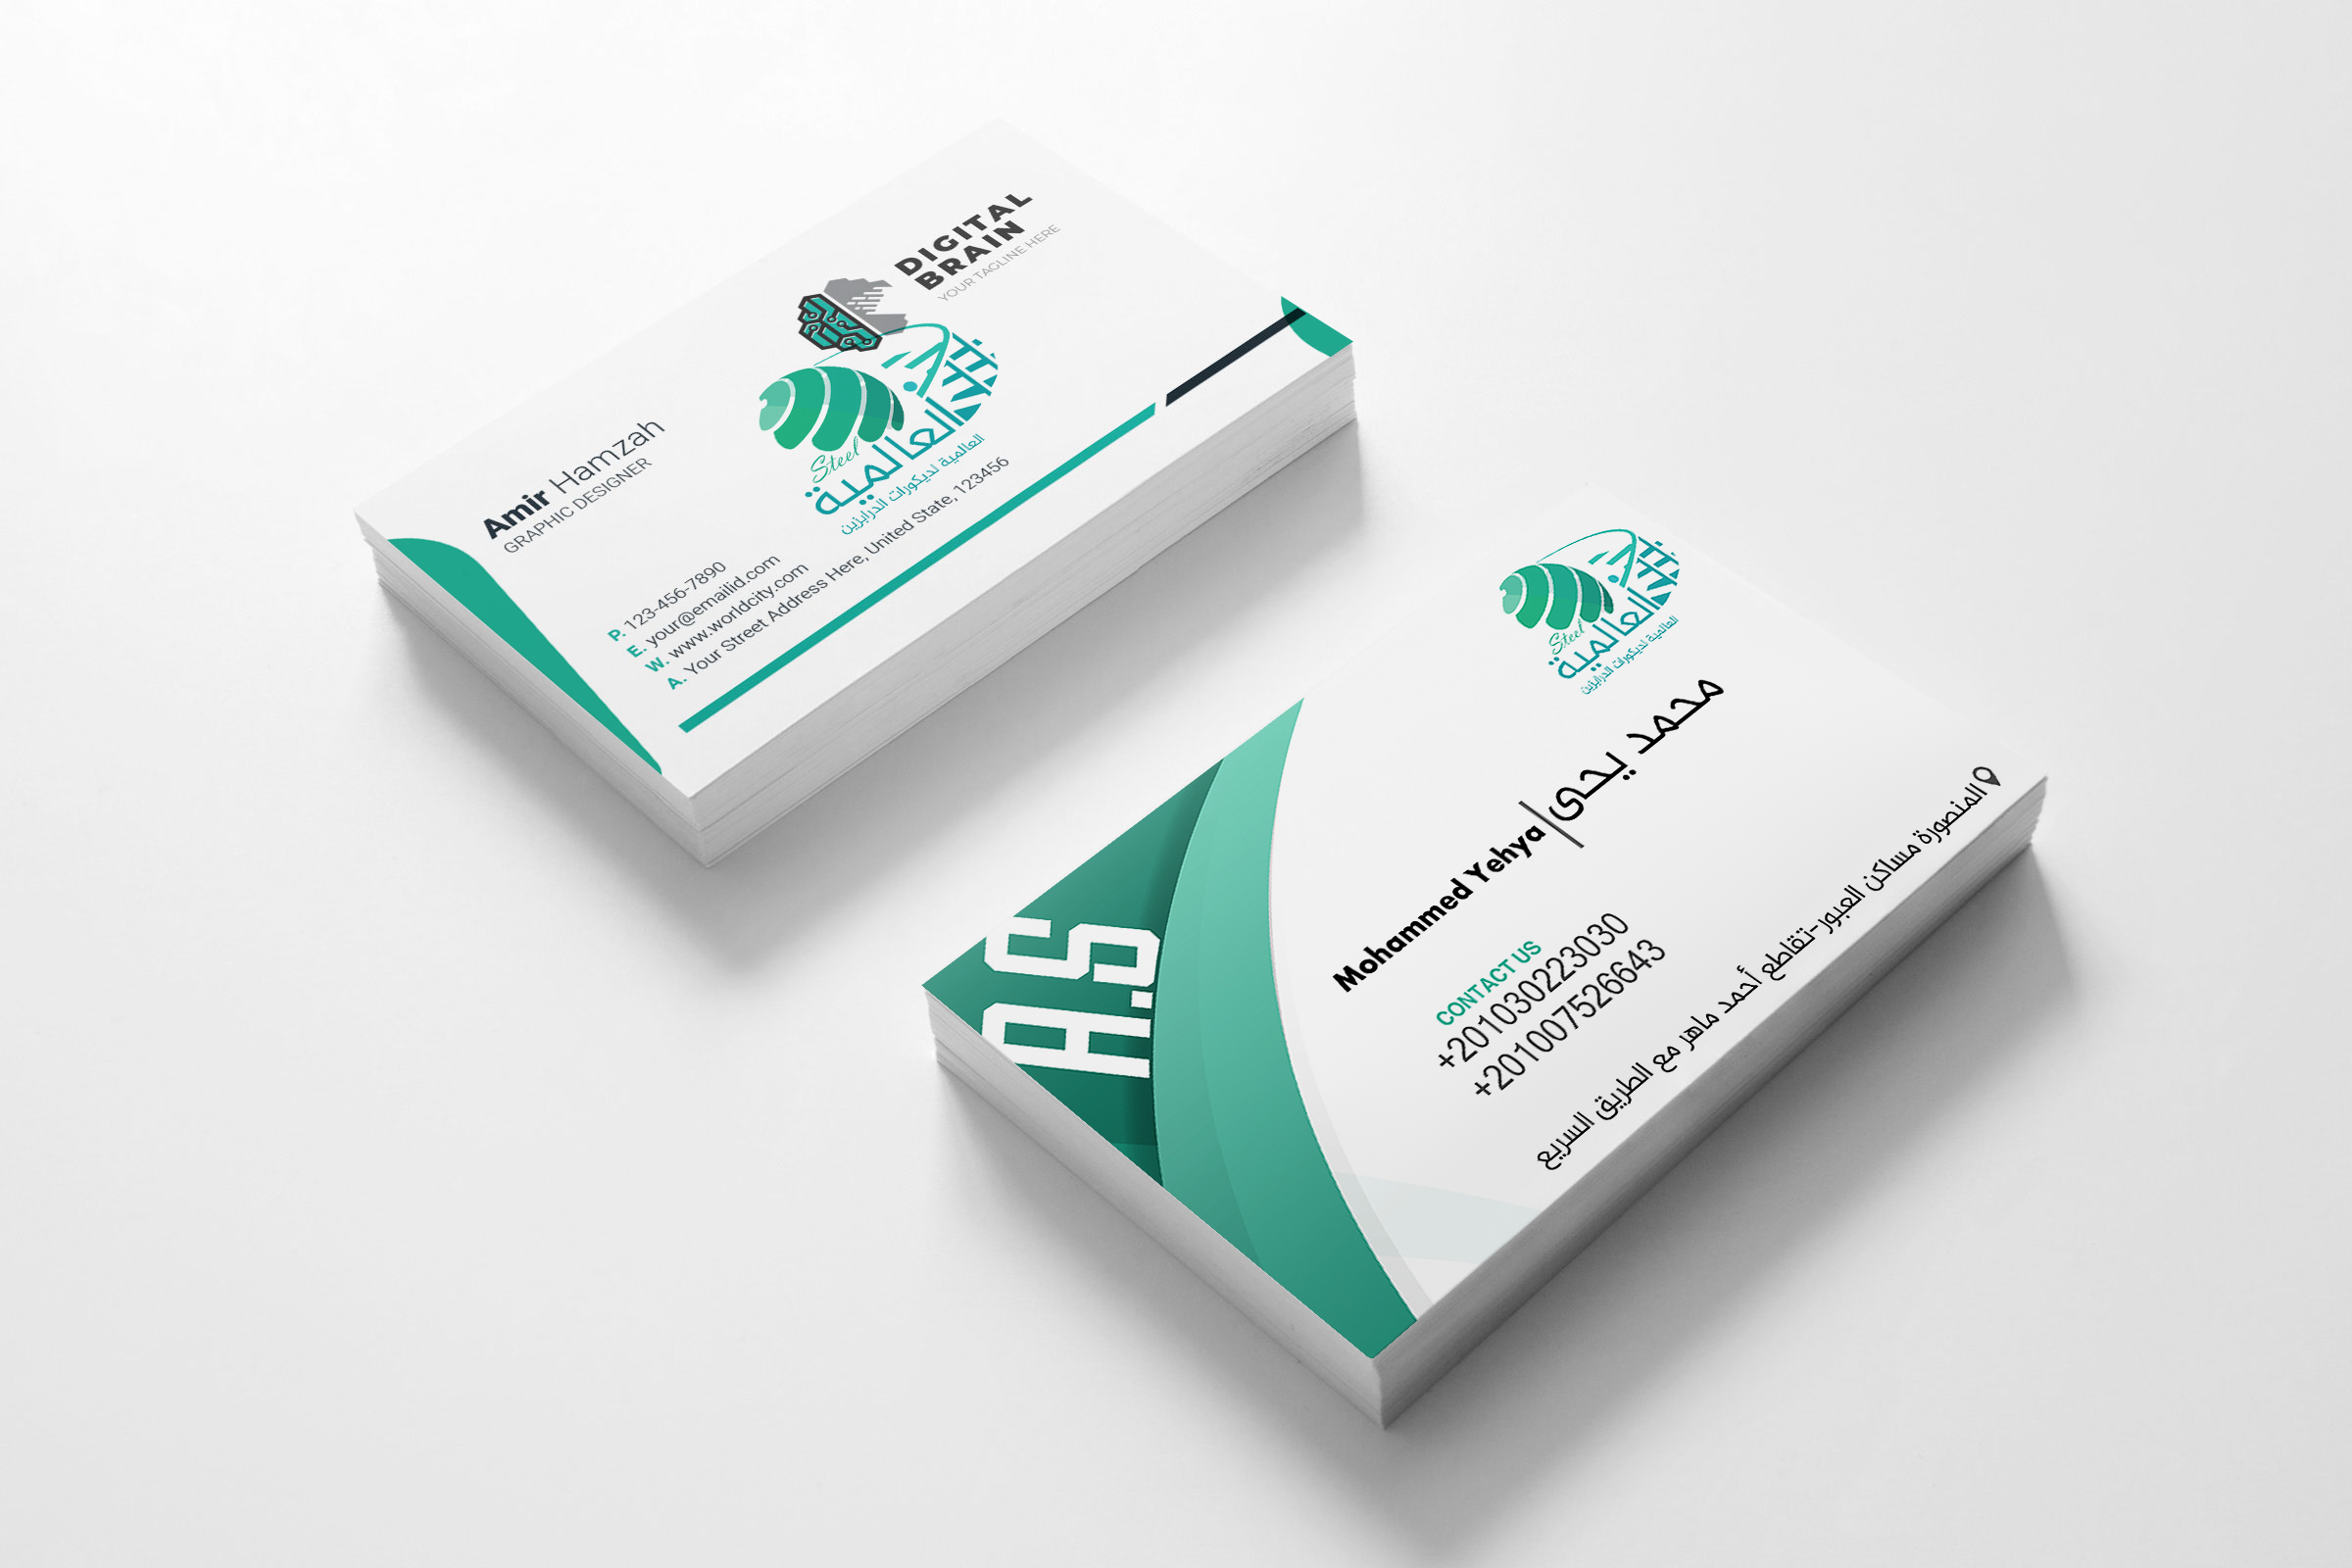 DIGITAL
BRAIN
YOUR TAGLINE HERE
Steel
العالمية
العالمية لديكورات الدرابزين
Amir Hamzah
GRAPHIC DESIGNER
P. 123-456-7890
E. your@emailid.com
W. www.worldcity.com
A. Your Street Address Here, United State, 123456
Steel
العالمية
العالمية لديكورات الدرابزين
Mohammed Yehya | محمد يحى
CONTACT US
+201030223030
+201007526643
المنصورة مساكن العبور-تقاطع أحمد ماهر مع الطريق السريع
A.S